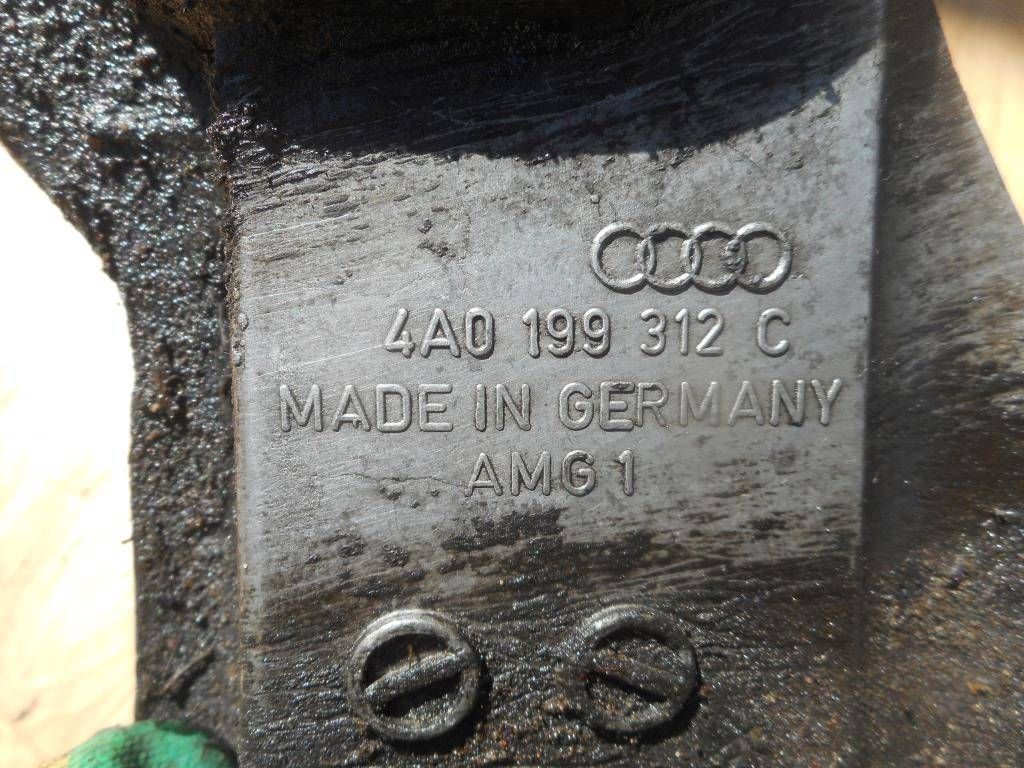 4A0 199 312 C
MADE IN GERMANY
AMG 1